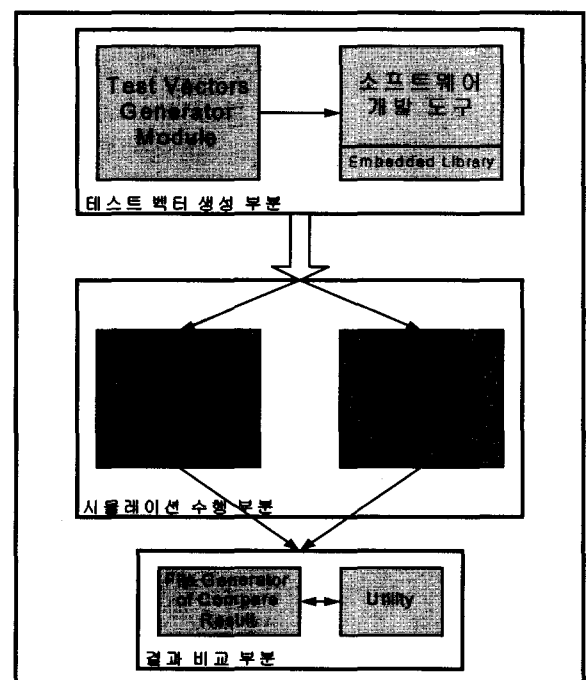 Test Vectors
Generator
Module
소프트웨어
개발 도구
Embedded Library
테스트 벡터 생성 부분
시뮬레이션 수행 부분
File Generator
of Compare
Result
Utility
결과 비교 부분